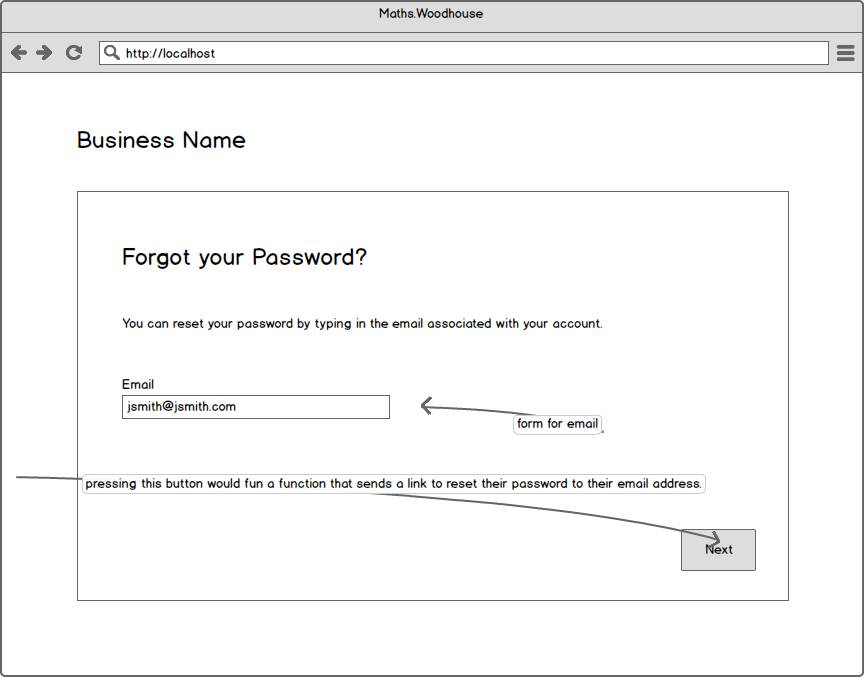 Maths.Woodhouse
http://localhost
Business Name
Forgot your Password?
You can reset your password by typing in the email associated with your account.
Email
jsmith@jsmith.com
form for email
pressing this button would fun a function that sends a link to reset their password to their email address.
Next